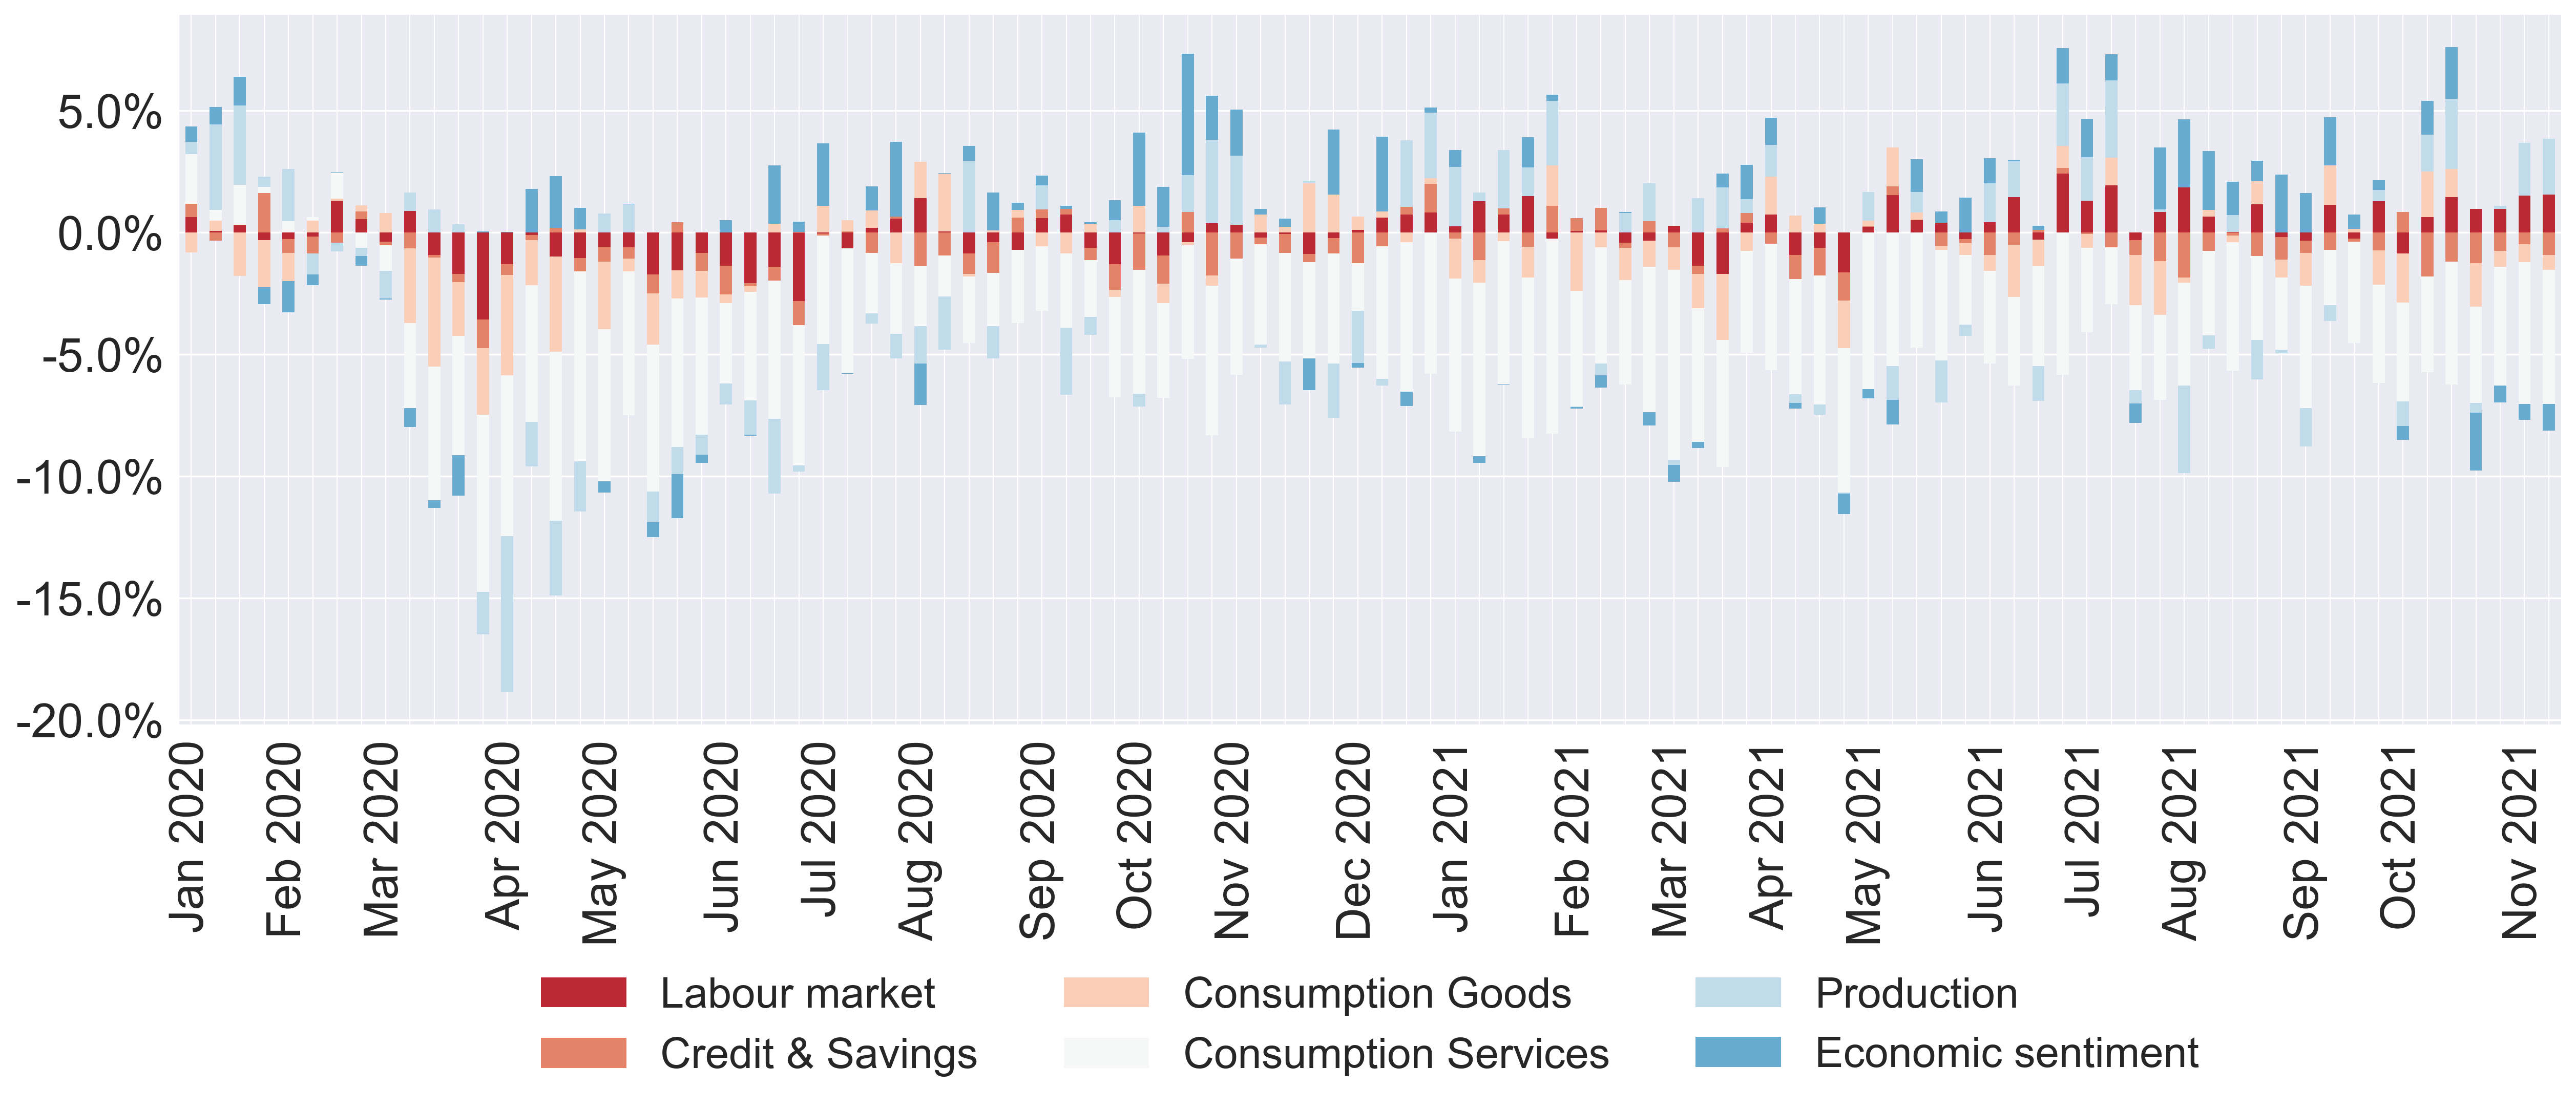 5.0%
0.0%
-5.0%
-10.0%
-15.0%
-20.0%
Jan 2020
Feb 2020
Mar 2020
Apr 2020
May 2020
Jun 2020
Jul 2020
Aug 2020
Sep 2020
Oct 2020
Nov 2020
Dec 2020
Jan 2021
Feb 2021
Mar 2021
Apr 2021
May 2021
Jun 2021
Jul 2021
Aug 2021
Sep 2021
Oct 2021
Nov 2021
Labour market
Consumption Goods
Production
Credit & Savings
Consumption Services
Economic sentiment